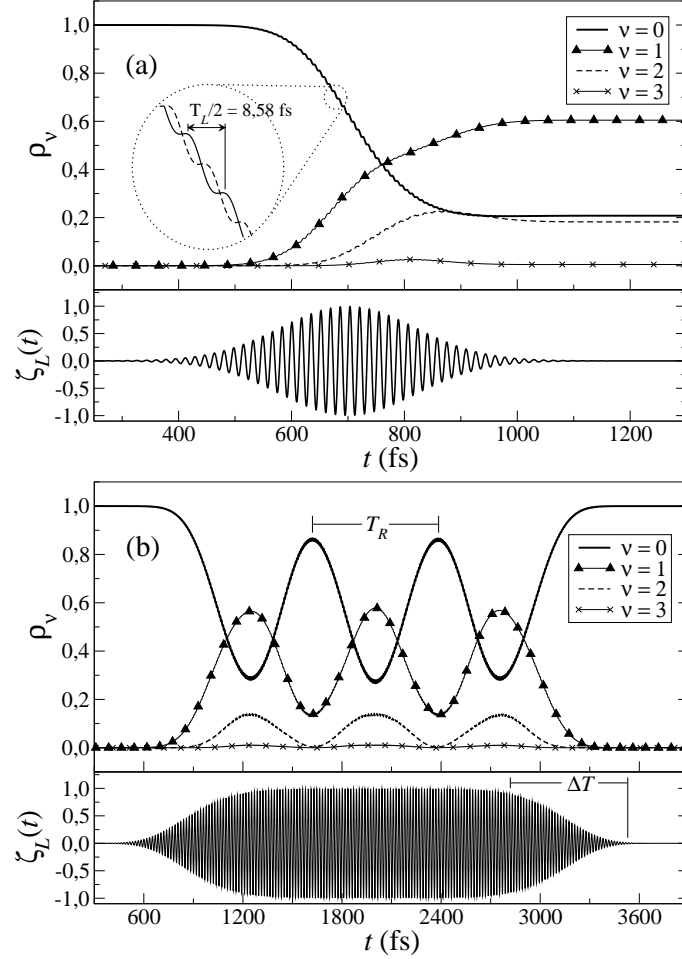 1,0
0,8
0,6
0,4
0,2
0,0
ρν
(a)
T_L/2 = 8,58 fs
ν = 0
ν = 1
ν = 2
ν = 3
1,0
0,5
0,0
-0,5
-1,0
ζL(t)
400 600 800 1000 1200
t (fs)
1,0
0,8
0,6
0,4
0,2
0,0
ρν
(b)
T_R
ν = 0
ν = 1
ν = 2
ν = 3
1,0
0,5
0,0
-0,5
-1,0
ζL(t)
ΔT
600 1200 1800 2400 3000 3600
t (fs)